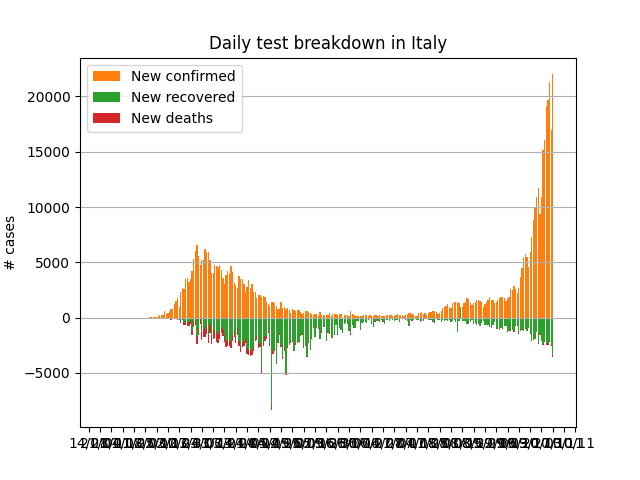 Daily test breakdown in Italy
New confirmed
New recovered
New deaths
20000
15000
10000
5000
0
−5000
# cases